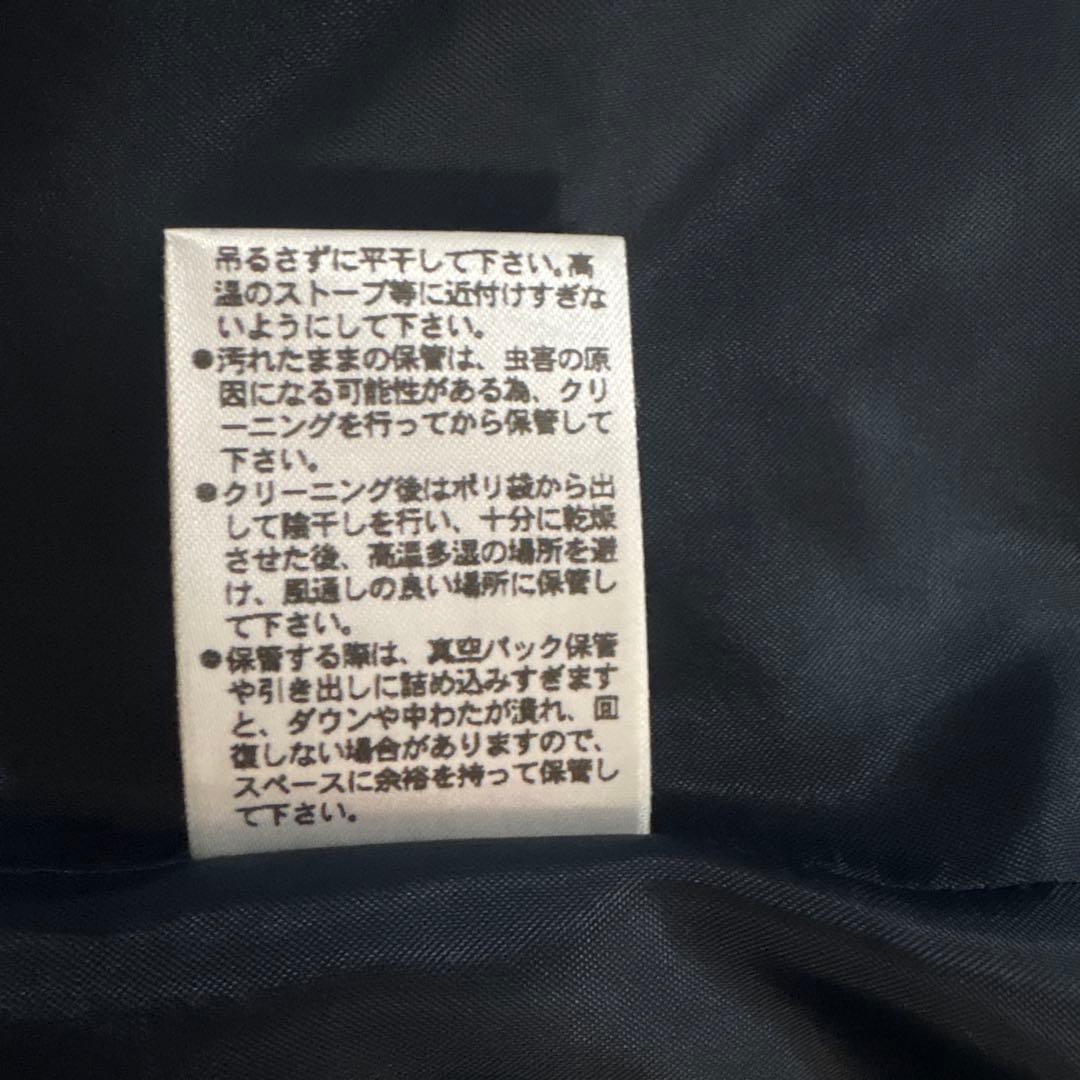 吊るさずに平干して下さい。高
温のストーブ等に近付けすぎな
いようにして下さい。
●汚れたままの保管は、虫害の原
因になる可能性がある為、クリ
ーニングを行ってから保管して
下さい。
●クリーニング後はポリ袋から出
して陰干しを行い、十分に乾燥
させた後、高温多湿の場所を避
け、風通しの良い場所に保管し
て下さい。
●保管する際は、真空パック保管
や引き出しに詰め込みすぎます
と、ダウンや中わたが潰れ、回
復しない場合がありますので、
スペースに余裕を持って保管し
て下さい。